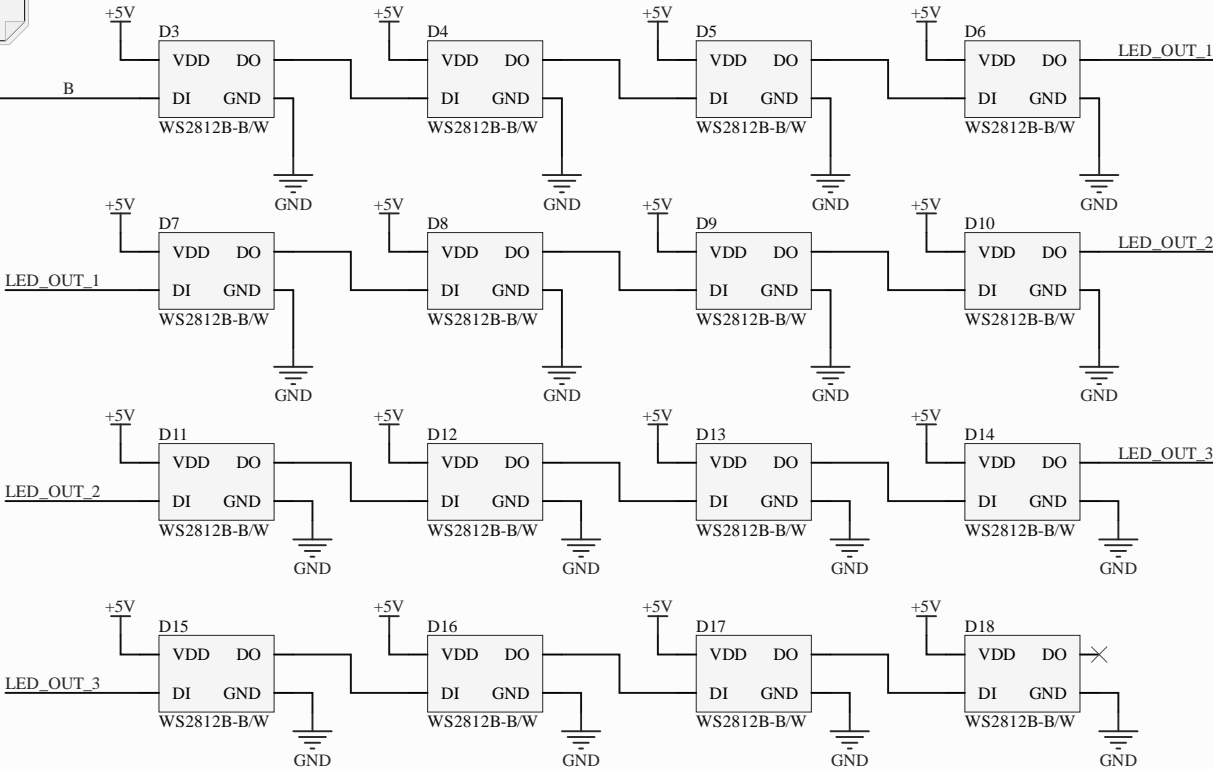 +5V +5V +5V +5V
D3 D4 D5 D6
VDD DO VDD DO VDD DO VDD DO LED_OUT_1
B DI GND DI GND DI GND DI GND
WS2812B-B/W WS2812B-B/W WS2812B-B/W WS2812B-B/W
GND GND GND GND
+5V +5V +5V +5V
D7 D8 D9 D10
VDD DO VDD DO VDD DO VDD DO LED_OUT_2
LED_OUT_1 DI GND DI GND DI GND DI GND
WS2812B-B/W WS2812B-B/W WS2812B-B/W WS2812B-B/W
GND GND GND GND
+5V +5V +5V +5V
D11 D12 D13 D14
VDD DO VDD DO VDD DO VDD DO LED_OUT_3
LED_OUT_2 DI GND DI GND DI GND DI GND
WS2812B-B/W WS2812B-B/W WS2812B-B/W WS2812B-B/W
GND GND GND GND
+5V +5V +5V +5V
D15 D16 D17 D18
VDD DO VDD DO VDD DO VDD DO
LED_OUT_3 DI GND DI GND DI GND DI GND
WS2812B-B/W WS2812B-B/W WS2812B-B/W WS2812B-B/W
GND GND GND GND